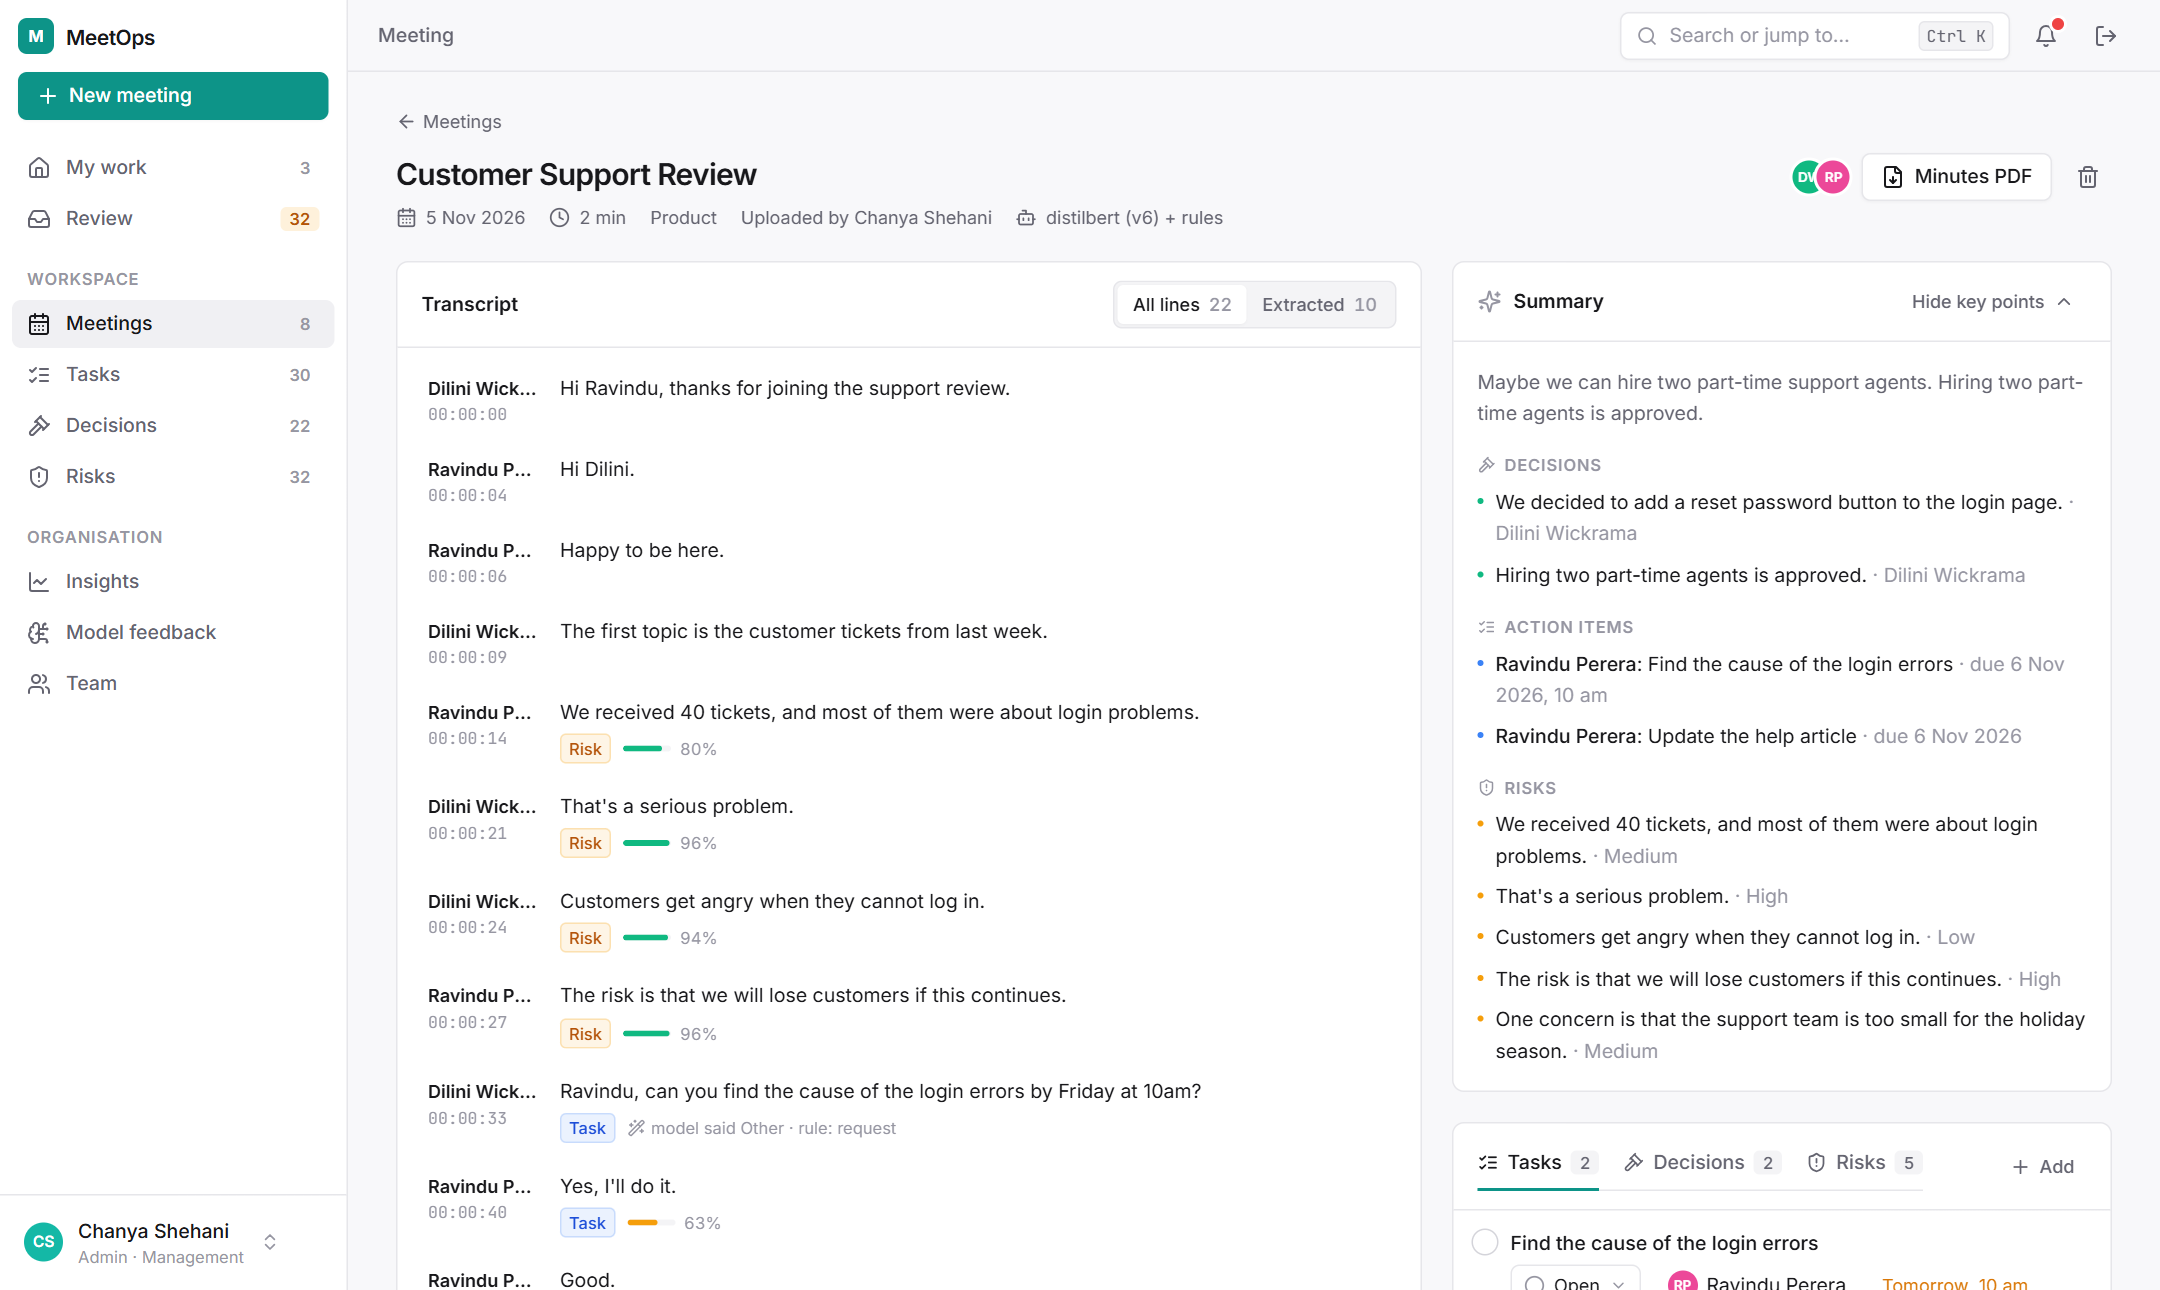 M MeetOps
New meeting
My work 3
Review 32
WORKSPACE
Meetings 8
Tasks 30
Decisions 22
Risks 32
ORGANISATION
Insights
Model feedback
Team
CS Chanya Shehani
Admin · Management
Meeting
Search or jump to... Ctrl K
Meetings
Customer Support Review
5 Nov 2026 2 min Product Uploaded by Chanya Shehani distilbert (v6) + rules
RP Minutes PDF
Transcript All lines 22 Extracted 10
Dilini Wick... Hi Ravindu, thanks for joining the support review.
00:00:00
Ravindu P... Hi Dilini.
00:00:04
Ravindu P... Happy to be here.
00:00:06
Dilini Wick... The first topic is the customer tickets from last week.
00:00:09
Ravindu P... We received 40 tickets, and most of them were about login problems.
00:00:14 Risk 80%
Dilini Wick... That's a serious problem.
00:00:21 Risk 96%
Dilini Wick... Customers get angry when they cannot log in.
00:00:24 Risk 94%
Ravindu P... The risk is that we will lose customers if this continues.
00:00:27 Risk 96%
Dilini Wick... Ravindu, can you find the cause of the login errors by Friday at 10am?
00:00:33 Task model said Other · rule: request
Ravindu P... Yes, I'll do it.
00:00:40 Task 63%
Ravindu P... Good.
Summary Hide key points
Maybe we can hire two part-time support agents. Hiring two part-
time agents is approved.
DECISIONS
We decided to add a reset password button to the login page. ·
Dilini Wickrama
Hiring two part-time agents is approved. · Dilini Wickrama
ACTION ITEMS
Ravindu Perera: Find the cause of the login errors · due 6 Nov
2026, 10 am
Ravindu Perera: Update the help article · due 6 Nov 2026
RISKS
We received 40 tickets, and most of them were about login
problems. · Medium
That's a serious problem. · High
Customers get angry when they cannot log in. · Low
The risk is that we will lose customers if this continues. · High
One concern is that the support team is too small for the holiday
season. · Medium
Tasks 2 Decisions 2 Risks 5 Add
Find the cause of the login errors
Open RP Ravindu Perera Tomorrow, 10 am